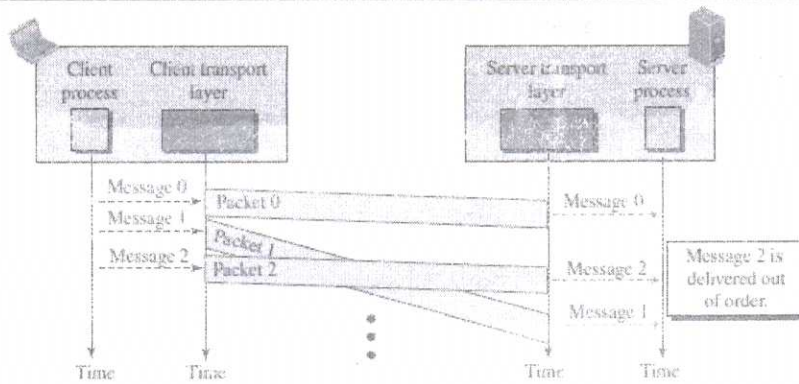 Client process
Client transport layer
Server transport layer
Server process
Message 0
Packet 0
Message 0
Message 1
Packet 1
Message 2
Packet 2
Message 2
Message 2 is
delivered out
of order.
Message 1
Time
Time
Time
Time